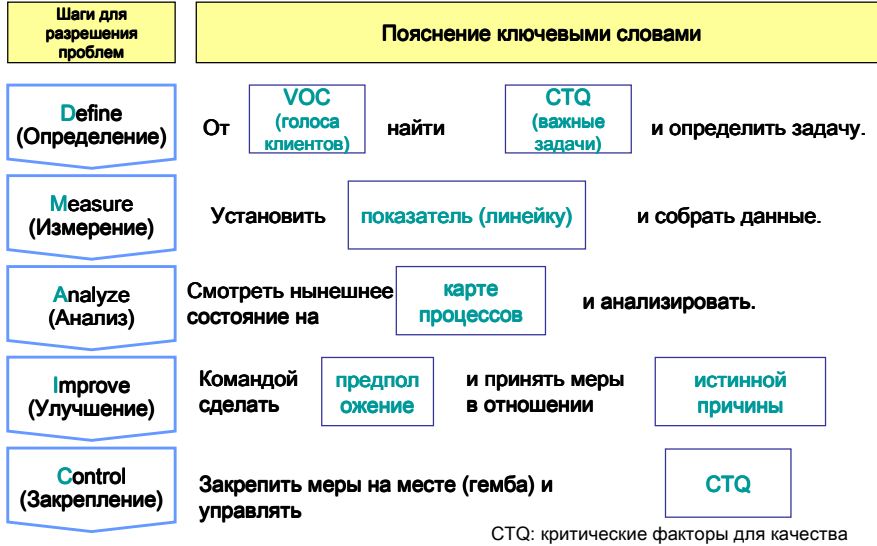 Шаги для
разрешения
проблем
Пояснение ключевыми словами
Define
(Определение)
От
VOC
(голоса
клиентов)
найти
CTQ
(важные
задачи)
и определить задачу.
Measure
(Измерение)
Установить
показатель (линейку)
и собрать данные.
Analyze
(Анализ)
Смотреть нынешнее
состояние на
карте
процессов
и анализировать.
Improve
(Улучшение)
Командой
сделать
предпол
ожение
и принять меры
в отношении
истинной
причины
Control
(Закрепление)
Закрепить меры на месте (гемба) и
управлять
CTQ
CTQ: критические факторы для качества